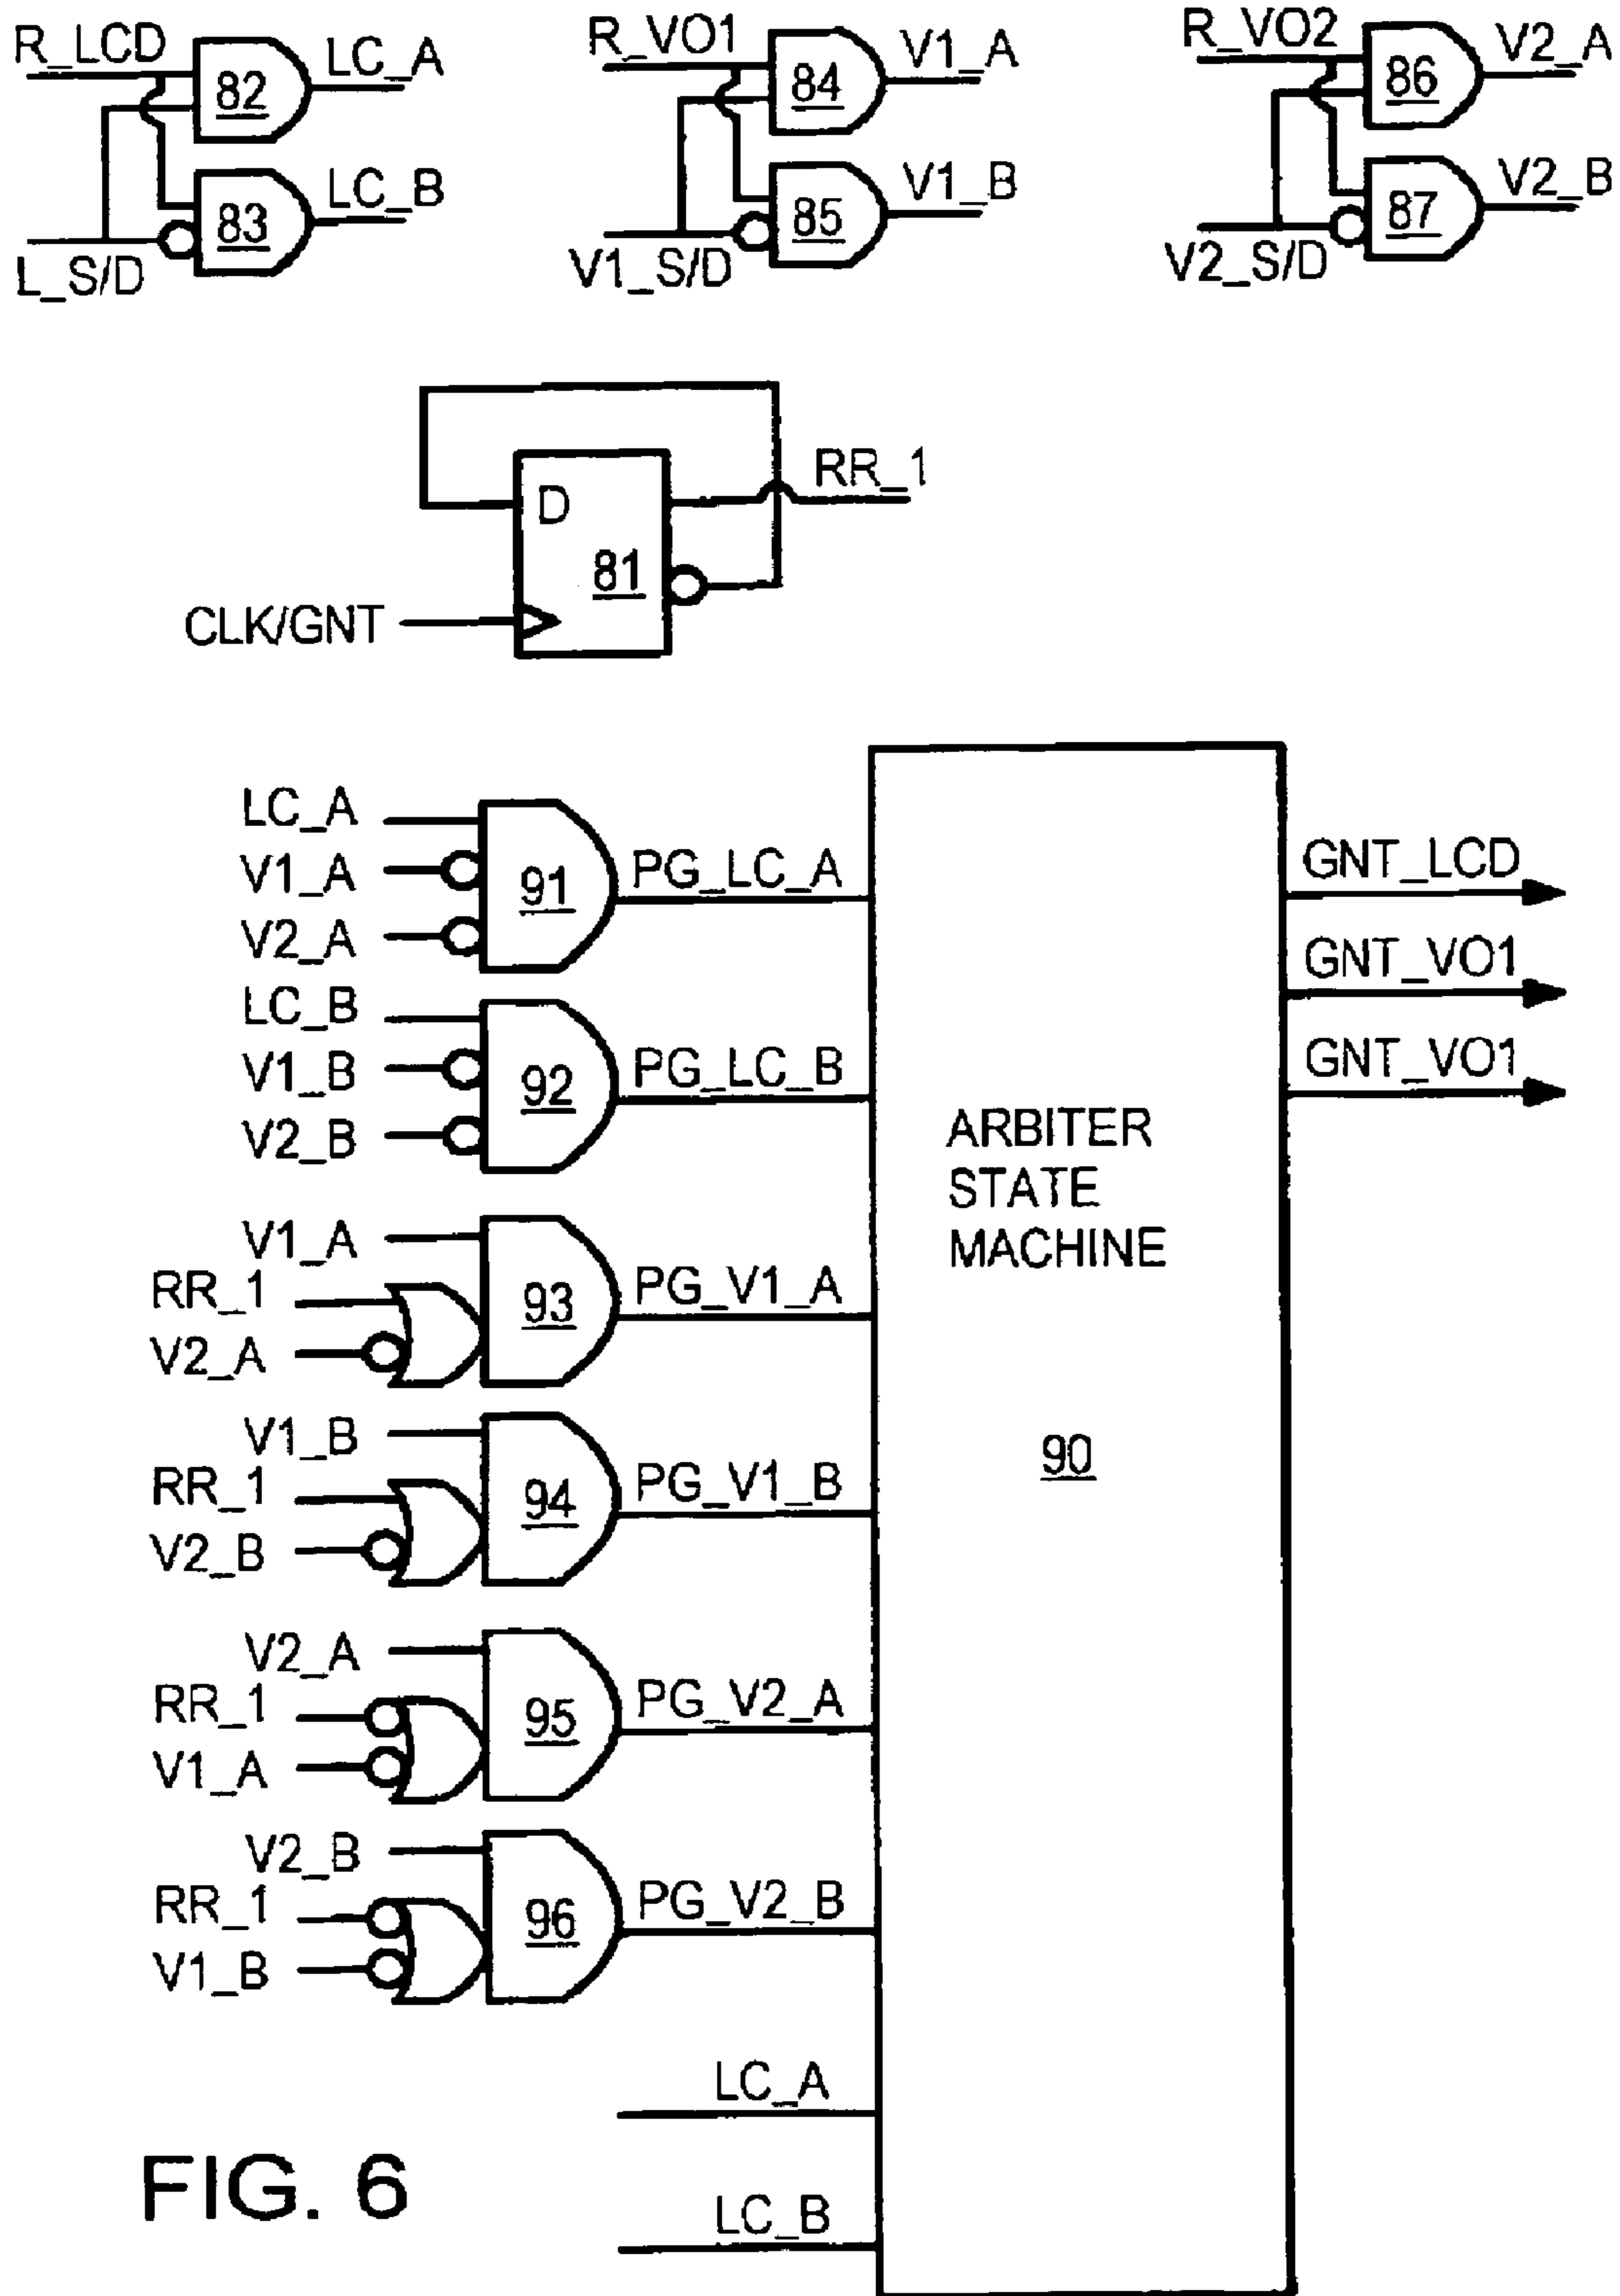 R_LCD
82
LC_A
83
LC_B
L_S/D
R_VO1
84
V1_A
85
V1_B
V1_S/D
R_VO2
86
V2_A
87
V2_B
V2_S/D
D
81
RR_1
CLK/GNT
LC_A
V1_A
V2_A
91
PG_LC_A
LC_B
V1_B
V2_B
92
PG_LC_B
V1_A
RR_1
V2_A
93
PG_V1_A
V1_B
RR_1
V2_B
94
PG_V1_B
V2_A
RR_1
V1_A
95
PG_V2_A
V2_B
RR_1
V1_B
96
PG_V2_B
LC_A
LC_B
ARBITER
STATE
MACHINE
90
GNT_LCD
GNT_VO1
GNT_VO1
FIG. 6